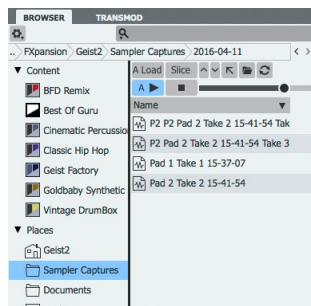 BROWSER TRANSMOD
..
FXpansion Geist2 Sampler Captures 2016-04-11 < >
Content
A Load Slice
BFD Remix
A
Best Of Guru
Name
Cinematic Percussio
P2 P2 Pad 2 Take 2 15-41-54 Tak
Classic Hip Hop
P2 Pad 2 Take 2 15-41-54 Take 3
Geist Factory
Pad 1 Take 1 15-37-07
Goldbaby Synthetic
Pad 2 Take 2 15-41-54
Vintage DrumBox
Places
Geist2
Sampler Captures
Documents